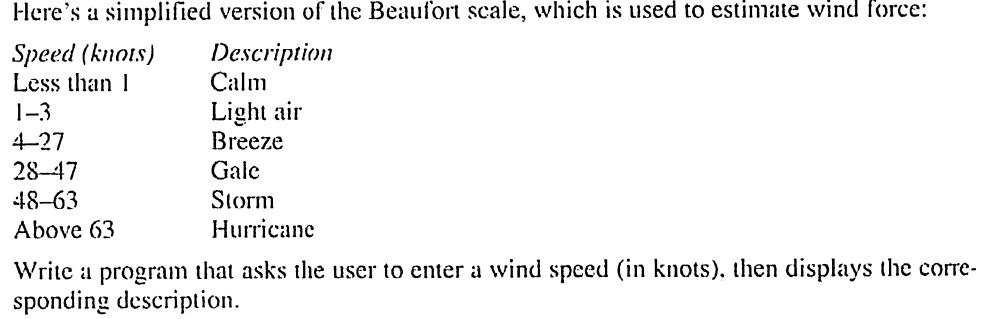 Here's a simplified version of the Beaufort scale, which is used to estimate wind force:
Speed (knots) Description
Less than 1 Calm
1–3 Light air
4–27 Breeze
28–47 Gale
48–63 Storm
Above 63 Hurricane
Write a program that asks the user to enter a wind speed (in knots), then displays the corre-
sponding description.